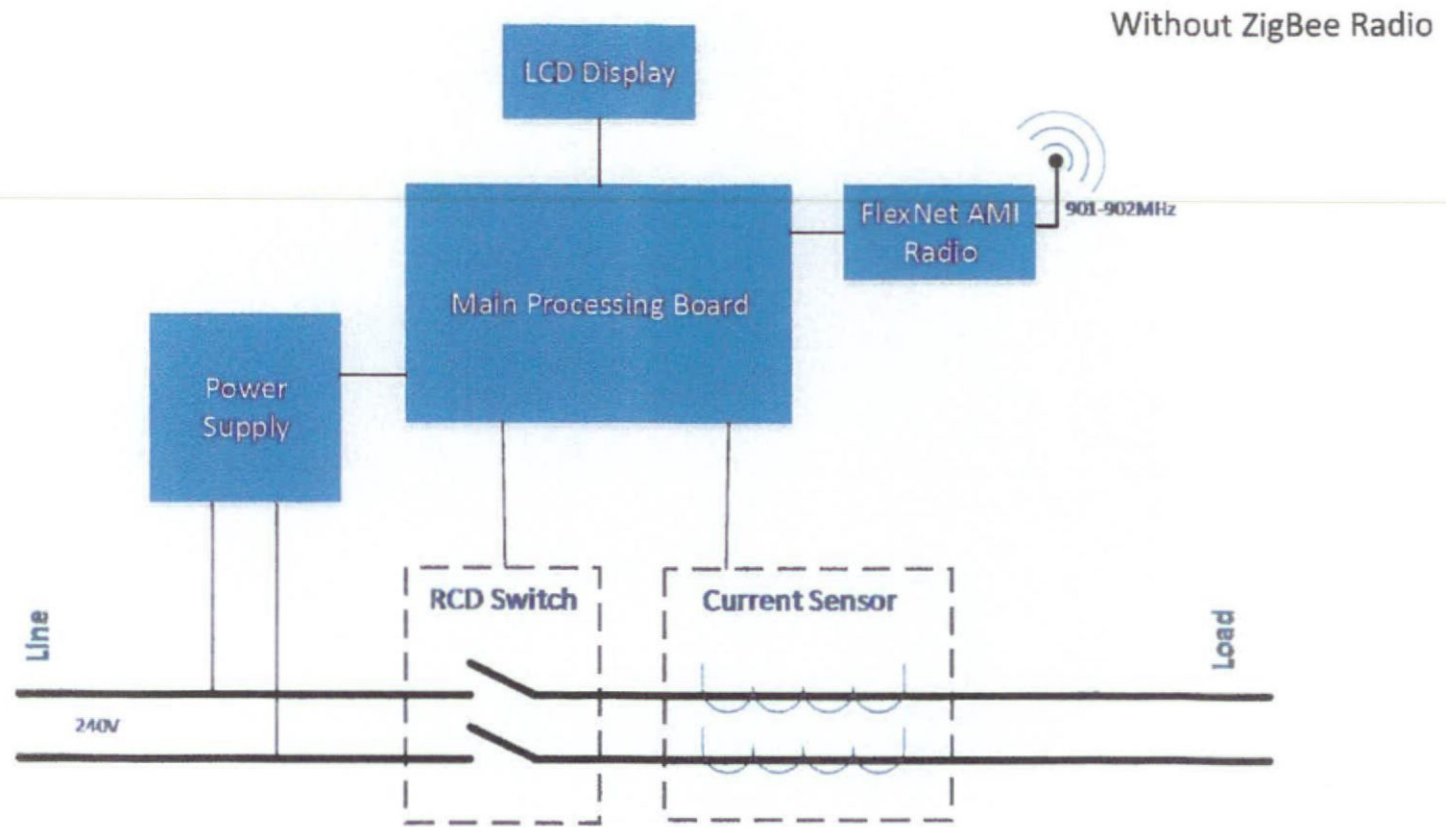 Without ZigBee Radio
LCD Display
FlexNet AMI
Radio
901-902MHz
Main Processing Board
Power
Supply
RCD Switch
Current Sensor
Line
Load
240V